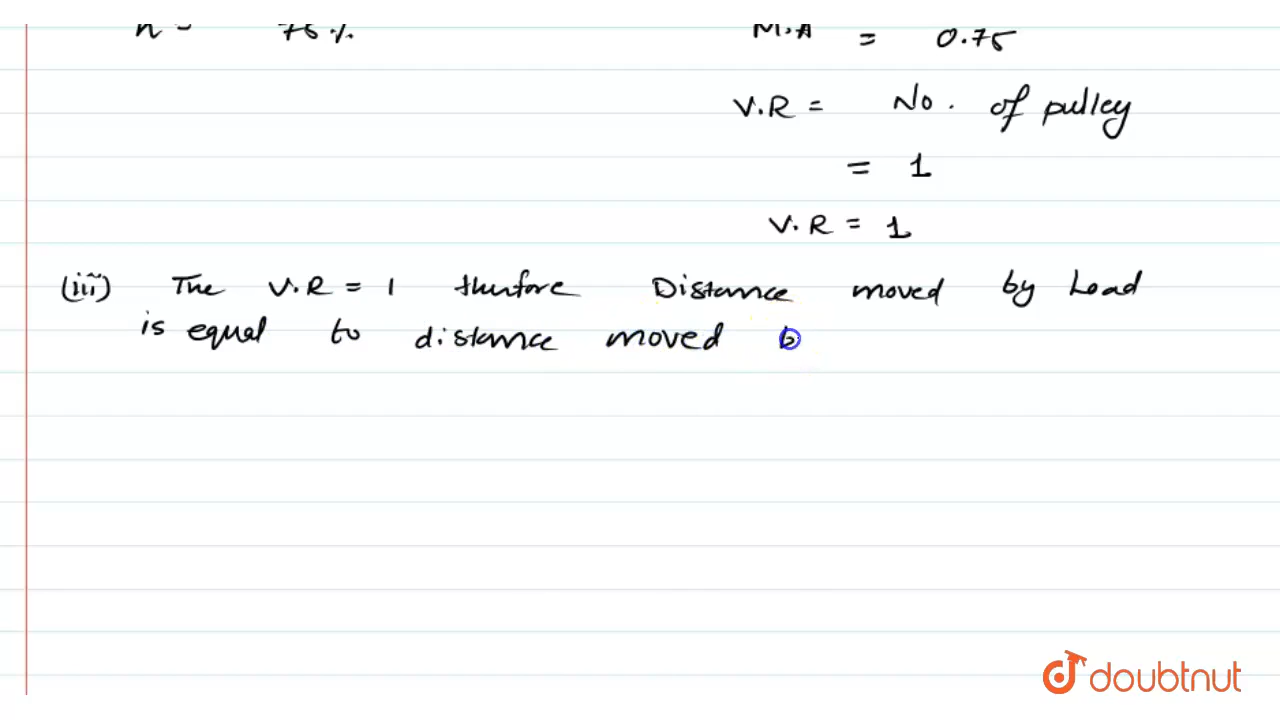 η = 75%
M.A = 0.75
V.R = No. of pulley
= 1
V.R = 1
(iii) The V.R = 1 therefore Distance moved by Load
is equal to distance moved b
doubtnut